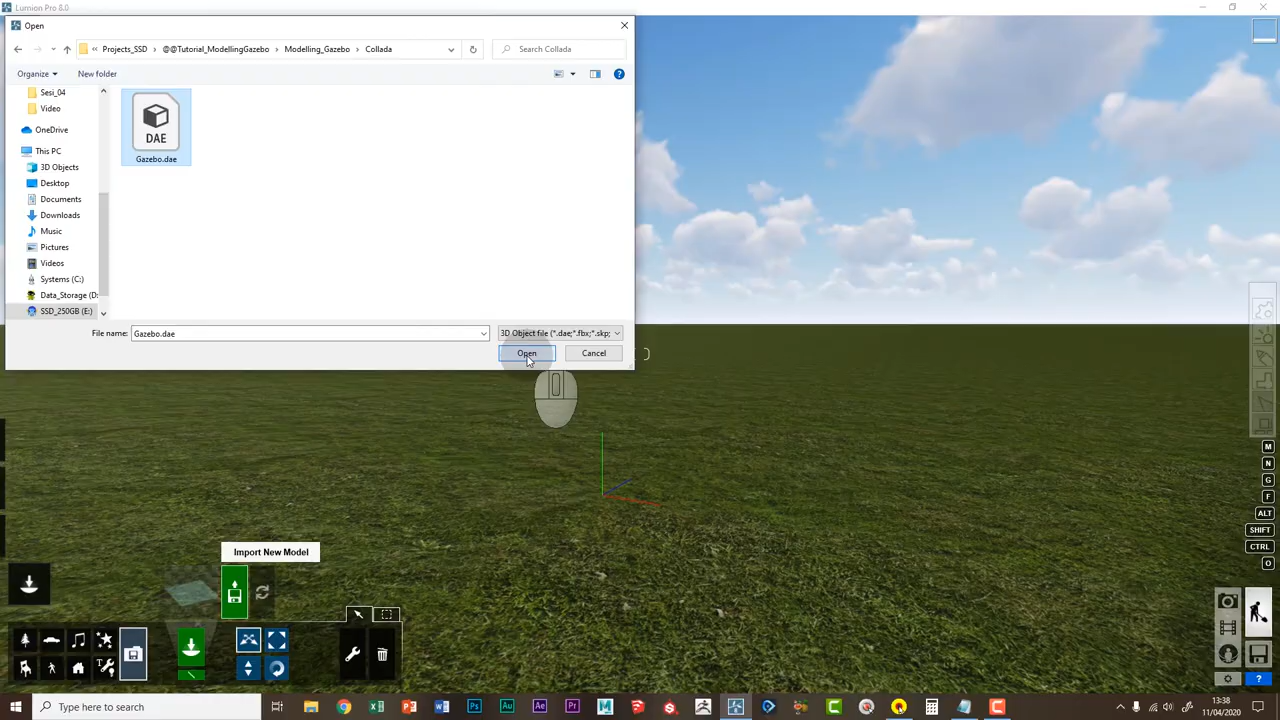 Lumion Pro 8.0
Open
« Projects_SSD > @@Tutorial_ModellingGazebo > Modelling_Gazebo > Collada
Search Collada
Organize
New folder
Sesi_04
Video
OneDrive
This PC
3D Objects
Desktop
Documents
Downloads
Music
Pictures
Videos
Systems (C:)
Data_Storage (D:
SSD_250GB (E:)
DAE
Gazebo.dae
File name:
Gazebo.dae
3D Object file (*.dae;*.fbx;*.skp;
Open
Cancel
M
N
G
F
ALT
SHIFT
CTRL
O
Import New Model
?
Type here to search
13:38
11/04/2020